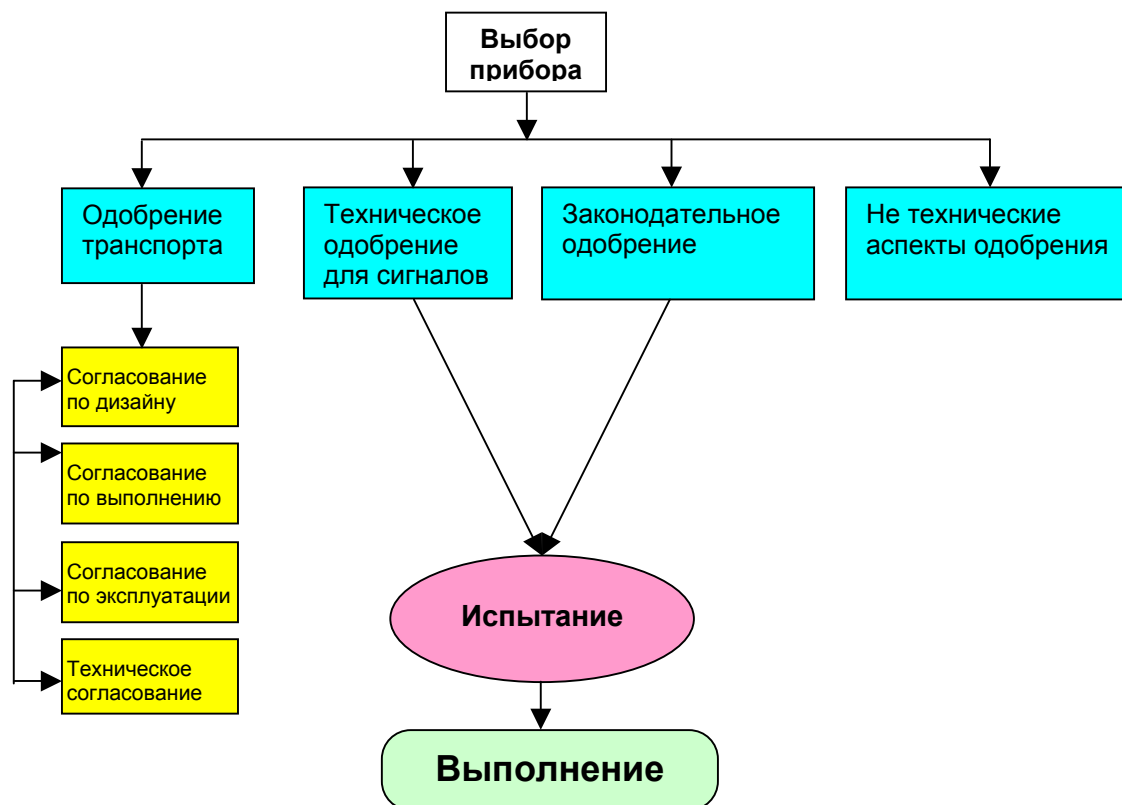 Выбор
прибора
Одобрение
транспорта
Техническое
одобрение
для сигналов
Законодательное
одобрение
Не технические
аспекты одобрения
Согласование
по дизайну
Согласование
по выполнению
Согласование
по эксплуатации
Техническое
согласование
Испытание
Выполнение